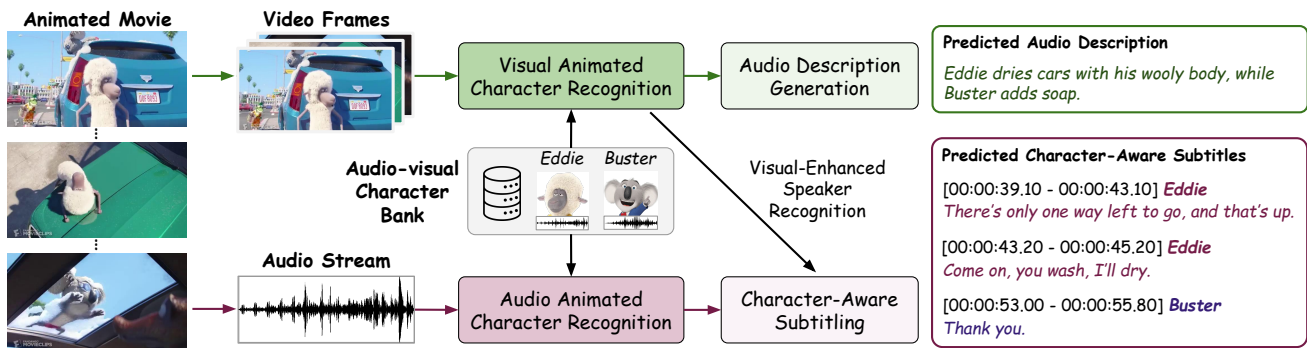 Animated Movie
Video Frames
Visual Animated
Character Recognition
Audio Description
Generation
Predicted Audio Description
Eddie dries cars with his wooly body, while
Buster adds soap.
Audio-visual
Character
Bank
Eddie
Buster
Visual-Enhanced
Speaker
Recognition
Audio Stream
Audio Animated
Character Recognition
Character-Aware
Subtitling
Predicted Character-Aware Subtitles
[00:00:39.10 - 00:00:43.10] Eddie
There's only one way left to go, and that's up.
[00:00:43.20 - 00:00:45.20] Eddie
Come on, you wash, I'll dry.
[00:00:53.00 - 00:00:55.80] Buster
Thank you.
MOVIECLIPS
MOVIECLIPS
MOVIECLIPS